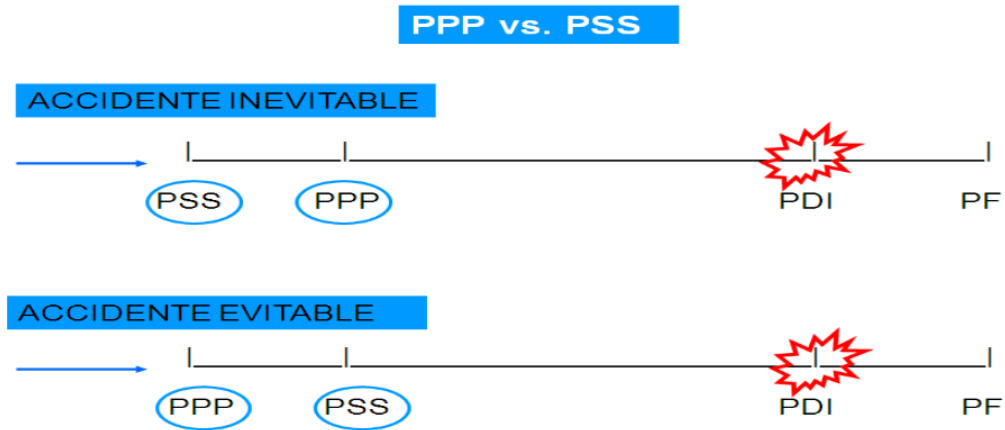 PPP vs. PSS
ACCIDENTE INEVITABLE
PSS PPP PDI PF
ACCIDENTE EVITABLE
PPP PSS PDI PF